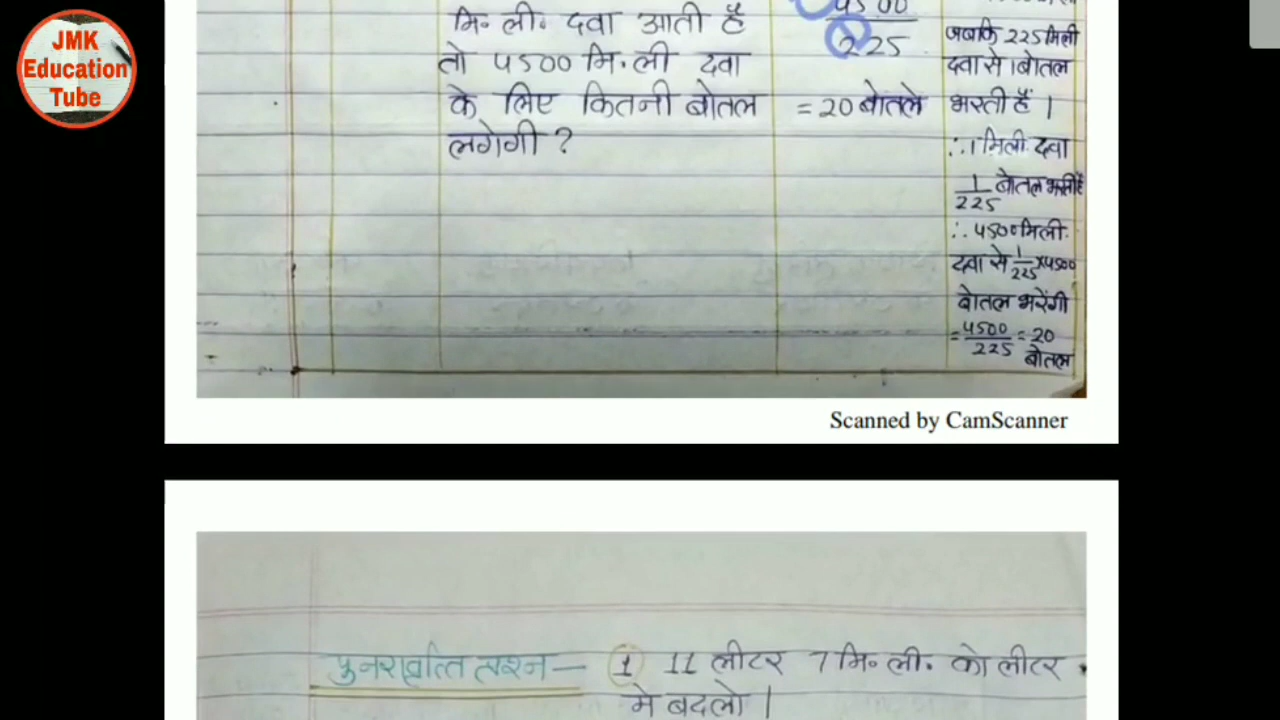 JMK
Education
Tube
मि. ली. दवा आती है
तो 4500 मि.ली दवा
के लिए कितनी बोतल
लगेगी ?
4500
225
= 20 बोतले
जबकि 225 मिली
दवा से 1 बोतल
भरती हैं |
∴ 1 मिली दवा
1/225 बोतल भरती है
∴ 4500 मिली.
दवा से 1/225 x 4500
बोतल भरेंगी
= 4500/225 = 20
बोतल
Scanned by CamScanner
पुनरावृत्ति प्रश्न — 1 11 लीटर 7 मि. ली. को लीटर
मे बदलो |